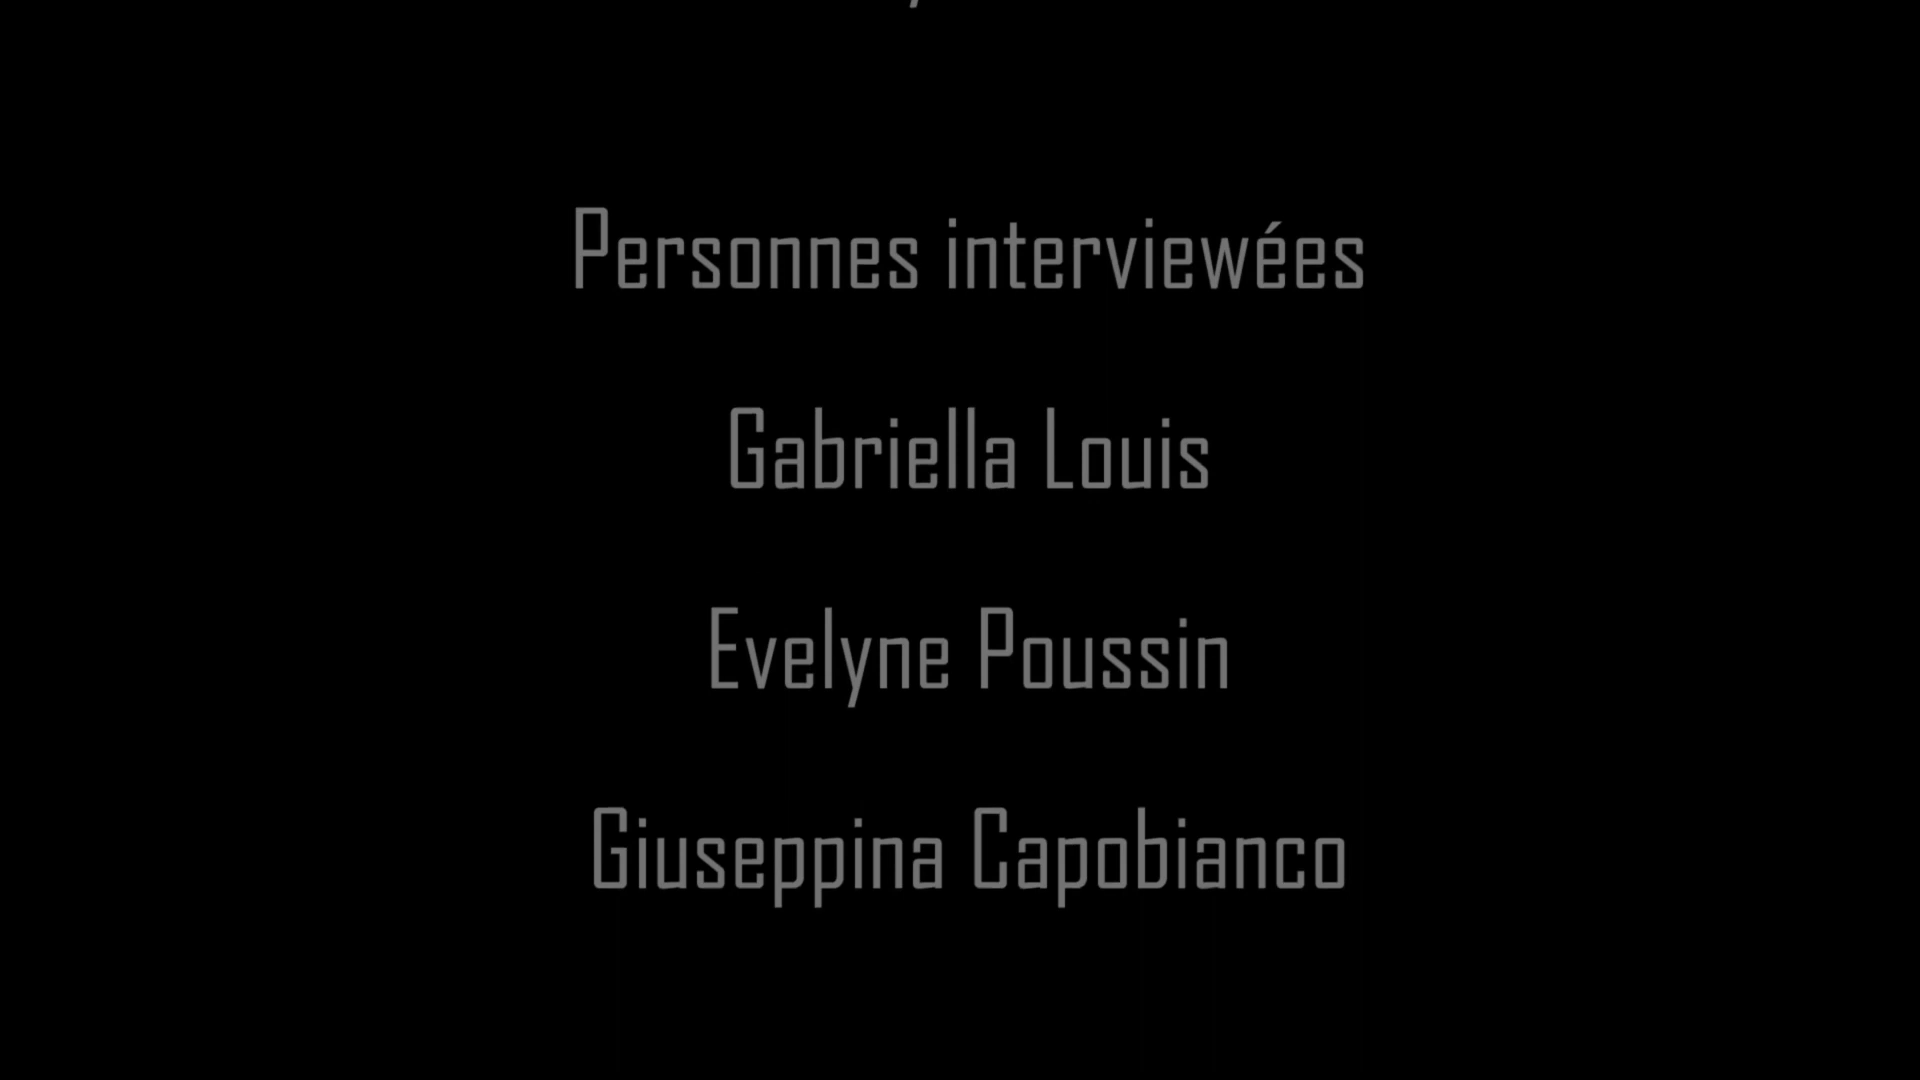 Personnes interviewées
Gabriella Louis
Evelyne Poussin
Giuseppina Capobianco